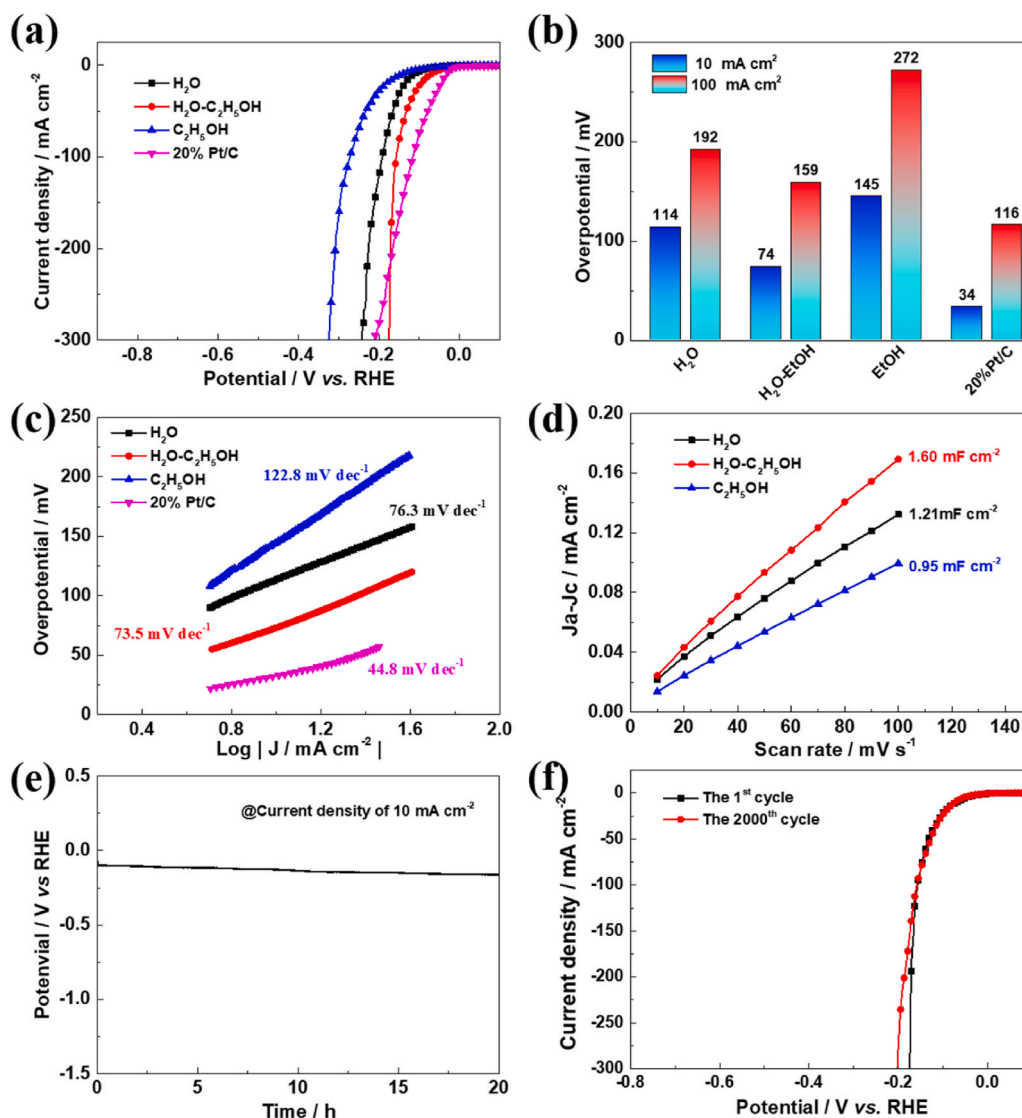 (a)
Current density / mA cm⁻²
0
-100
-200
-300
H₂O
H₂O-C₂H₅OH
C₂H₅OH
20% Pt/C
-0.8
-0.6
-0.4
-0.2
0.0
Potential / V vs. RHE
(b)
Overpotential / mV
300
200
100
0
10 mA cm²
100 mA cm²
114
192
74
159
145
272
34
116
H₂O
H₂O-EtOH
EtOH
20%Pt/C
(c)
Overpotential / mV
250
200
150
100
50
0
H₂O
H₂O-C₂H₅OH
C₂H₅OH
20% Pt/C
122.8 mV dec⁻¹
76.3 mV dec⁻¹
73.5 mV dec⁻¹
44.8 mV dec⁻¹
0.4
0.8
1.2
1.6
2.0
Log | J / mA cm⁻² |
(d)
Ja-Jc / mA cm⁻²
0.20
0.16
0.12
0.08
0.04
0.00
H₂O
H₂O-C₂H₅OH
C₂H₅OH
1.60 mF cm⁻²
1.21mF cm⁻²
0.95 mF cm⁻²
0
20
40
60
80
100
120
140
Scan rate / mV s⁻¹
(e)
Potenvial / V vs RHE
0.5
0.0
-0.5
-1.0
-1.5
@Current density of 10 mA cm⁻²
0
5
10
15
20
Time / h
(f)
Current density / mA cm⁻²
0
-50
-100
-150
-200
-250
-300
The 1ˢᵗ cycle
The 2000ᵗʰ cycle
-0.8
-0.6
-0.4
-0.2
0.0
Potential / V vs. RHE